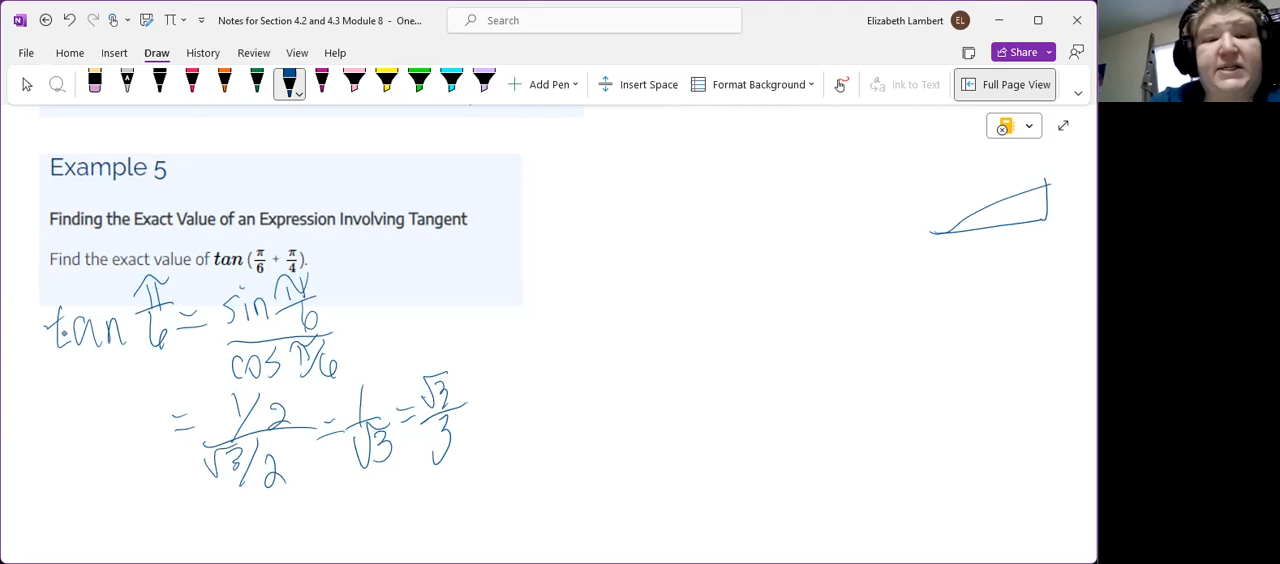 Notes for Section 4.2 and 4.3 Module 8 - One...
Search
Elizabeth Lambert
EL
File Home Insert Draw History Review View Help
Share
Add Pen
Insert Space
Format Background
Ink to Text
Full Page View
Example 5
Finding the Exact Value of an Expression Involving Tangent
Find the exact value of tan (π/6 + π/4).
tan π/6 = sin π/6 / cos π/6
= 1/2 / √3/2 = 1/√3 = √3/3